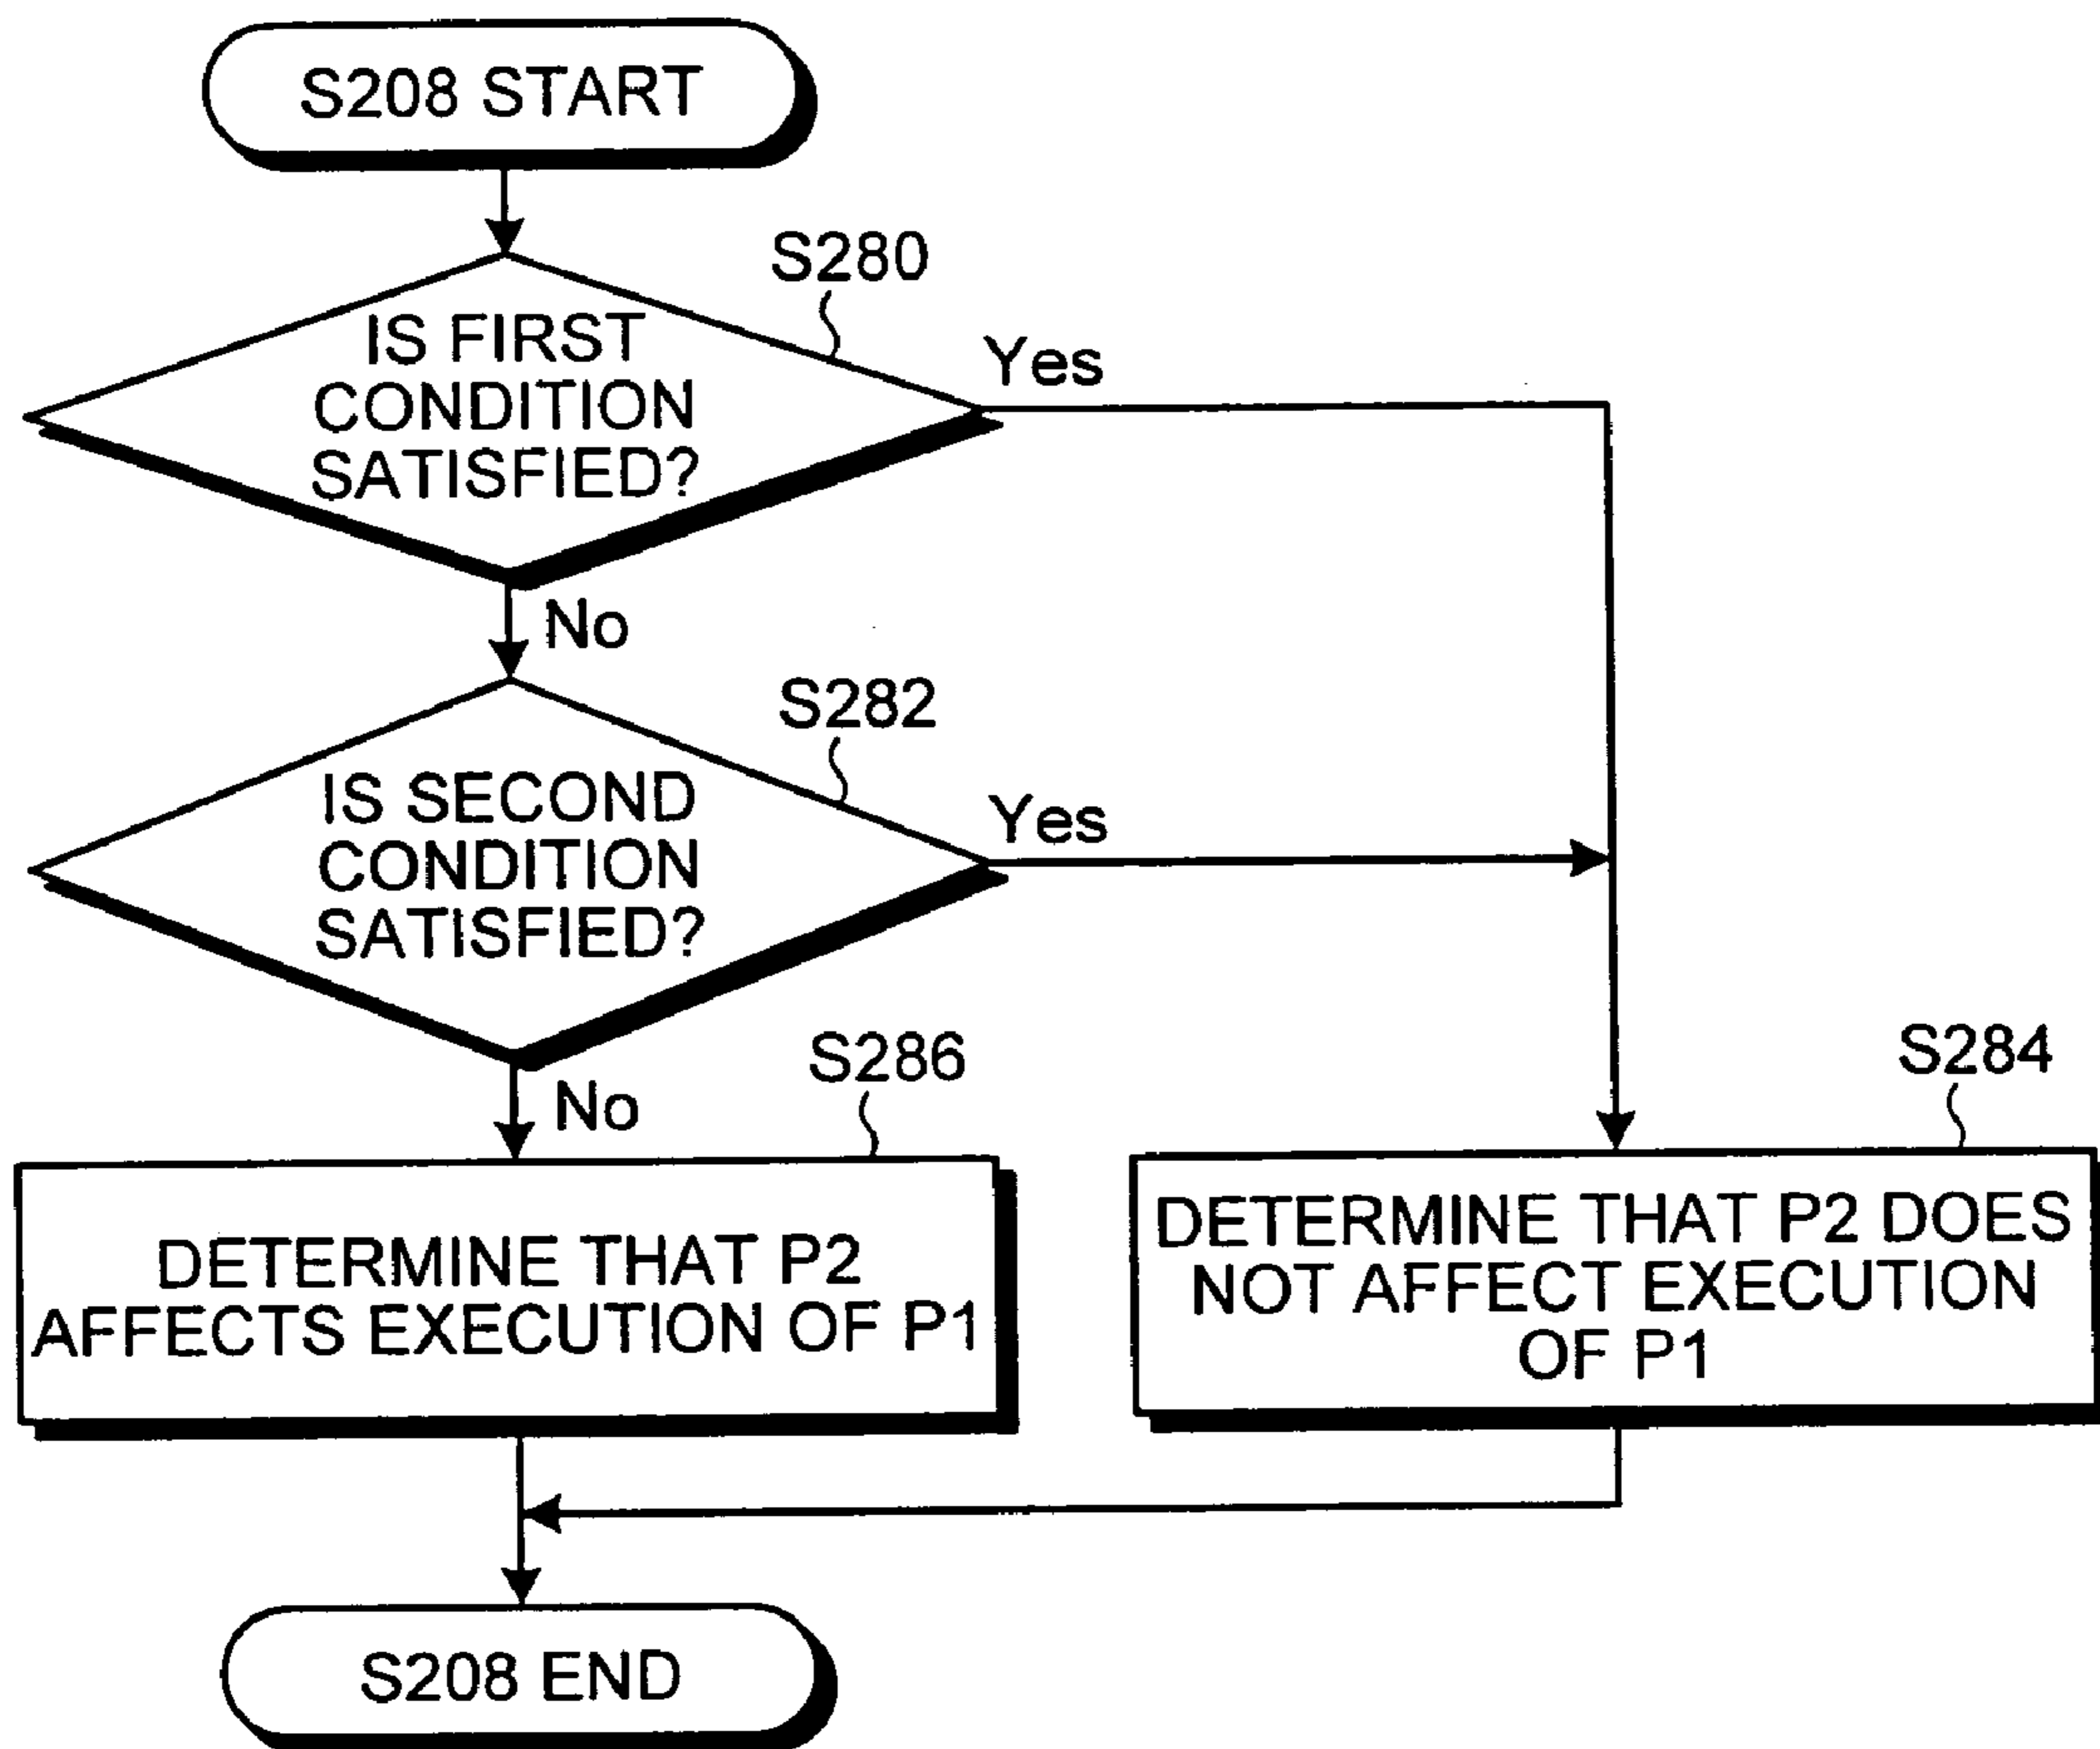 S208 START
S280
IS FIRST
CONDITION
SATISFIED?
Yes
No
S282
IS SECOND
CONDITION
SATISFIED?
Yes
No
S286
DETERMINE THAT P2
AFFECTS EXECUTION OF P1
S284
DETERMINE THAT P2 DOES
NOT AFFECT EXECUTION
OF P1
S208 END